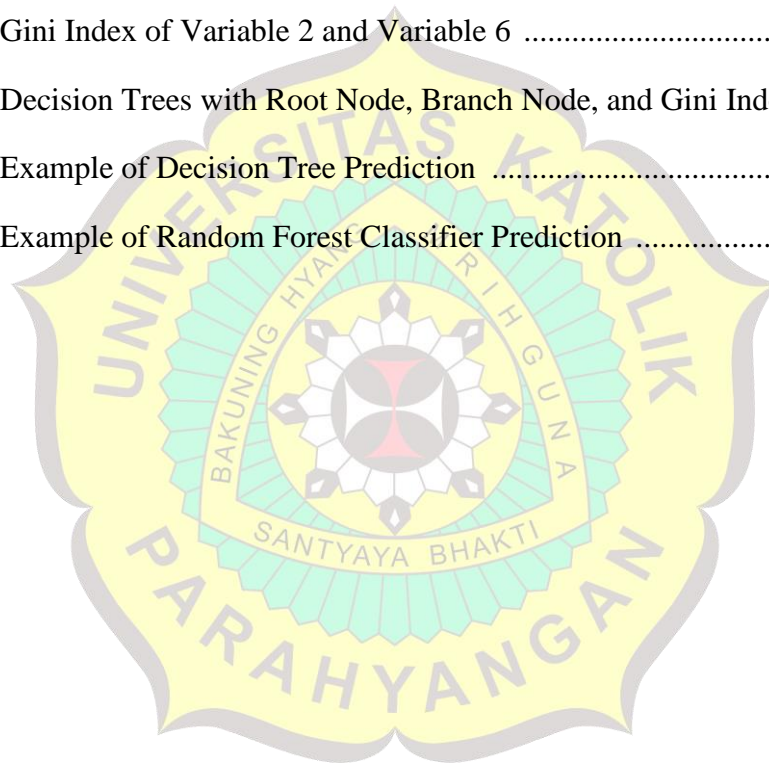 Gini Index of Variable 2 and Variable 6 ...............................
Decision Trees with Root Node, Branch Node, and Gini Ind
Example of Decision Tree Prediction ...................................
Example of Random Forest Classifier Prediction .................
UNIVERSITAS KATOLIK
BAKUNING HYANG MRIHGUNA
SANTYAYA BHAKTI
PARAHYANGAN